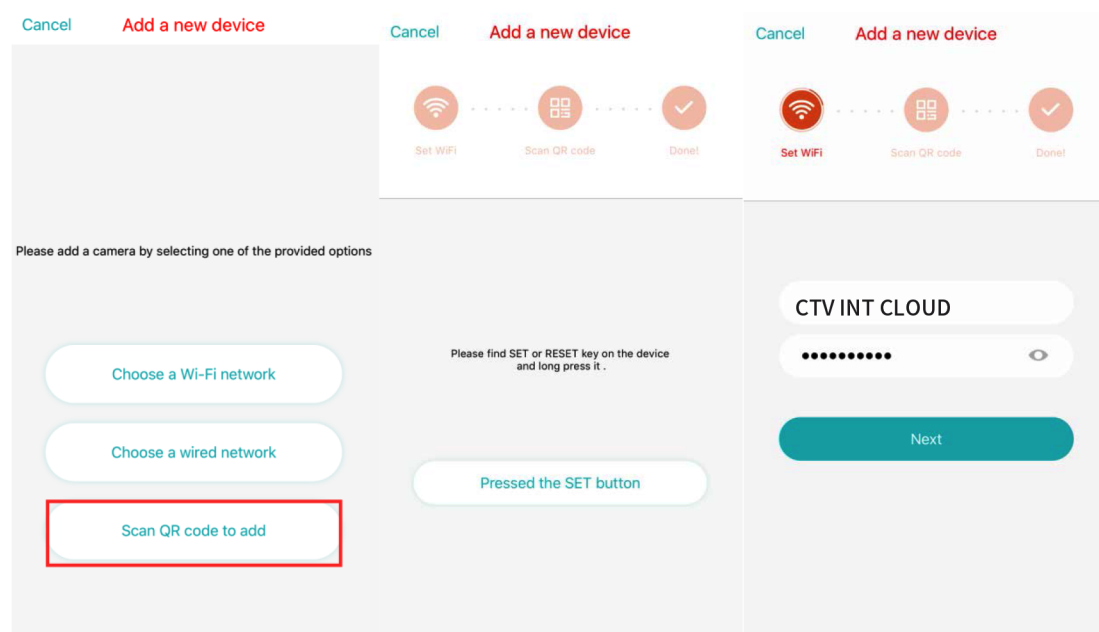 Cancel
Add a new device
Please add a camera by selecting one of the provided options
Choose a Wi-Fi network
Choose a wired network
Scan QR code to add
Cancel
Add a new device
Set WiFi
Scan QR code
Done!
Please find SET or RESET key on the device
and long press it .
Pressed the SET button
Cancel
Add a new device
Set WiFi
Scan QR code
Done!
CTV INT CLOUD
••••••••••
Next